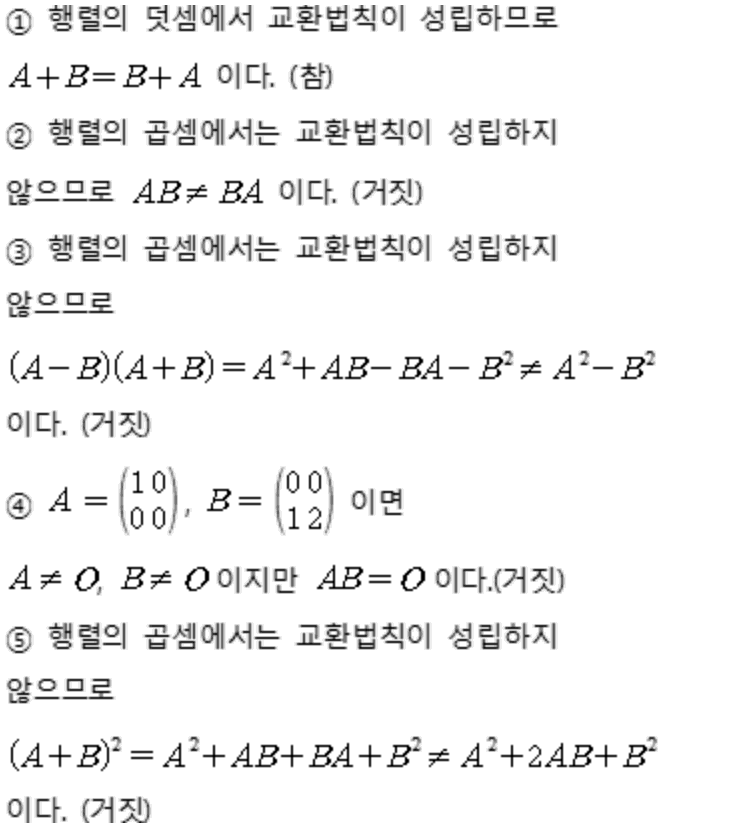 ① 행렬의 덧셈에서 교환법칙이 성립하므로
A+B=B+A 이다. (참)
② 행렬의 곱셈에서는 교환법칙이 성립하지
않으므로 AB≠BA 이다. (거짓)
③ 행렬의 곱셈에서는 교환법칙이 성립하지
않으므로
(A-B)(A+B)=A²+AB-BA-B²≠A²-B²
이다. (거짓)
④ A=(1 0; 0 0), B=(0 0; 1 2) 이면
A≠O, B≠O이지만 AB=O이다.(거짓)
⑤ 행렬의 곱셈에서는 교환법칙이 성립하지
않으므로
(A+B)²=A²+AB+BA+B²≠A²+2AB+B²
이다. (거짓)